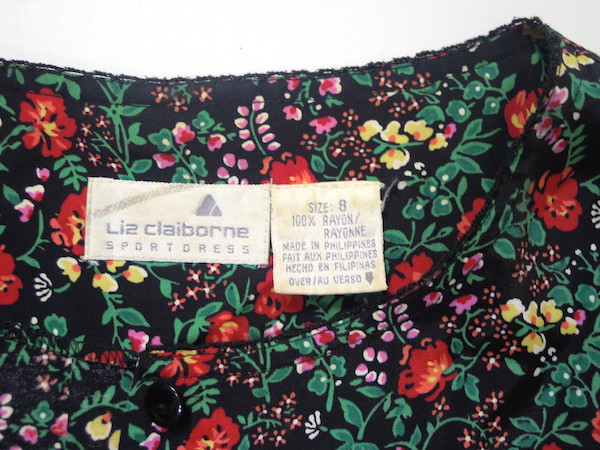 Liz claiborne
SPORTDRESS
SIZE: 8
100% RAYON/
RAYONNE
MADE IN PHILIPPINES
FAIT AUX PHILIPPINES
HECHO EN FILIPINAS
OVER/AU VERSO